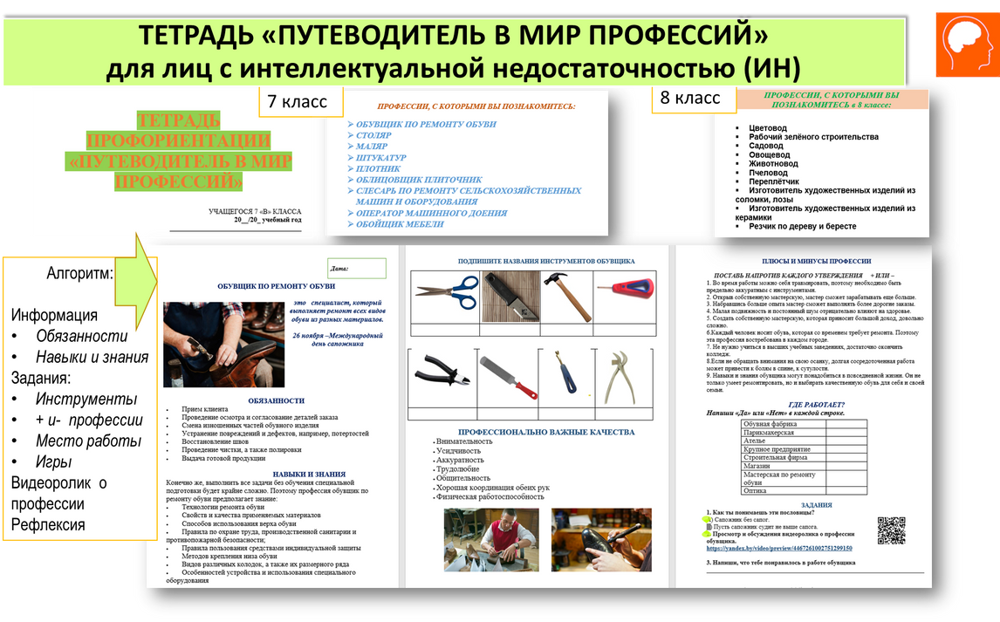 ТЕТРАДЬ «ПУТЕВОДИТЕЛЬ В МИР ПРОФЕССИЙ»
для лиц с интеллектуальной недостаточностью (ИН)
7 класс
ТЕТРАДЬ
ПРОФОРИЕНТАЦИИ
«ПУТЕВОДИТЕЛЬ В МИР
ПРОФЕССИЙ»
УЧАЩЕГОСЯ 7 «В» КЛАССА
20__/20_ учебный год
ПРОФЕССИИ, С КОТОРЫМИ ВЫ ПОЗНАКОМИТЕСЬ:
ОБУВЩИК ПО РЕМОНТУ ОБУВИ
СТОЛЯР
МАЛЯР
ШТУКАТУР
ПЛОТНИК
ОБЛИЦОВЩИК ПЛИТОЧНИК
СЛЕСАРЬ ПО РЕМОНТУ СЕЛЬСКОХОЗЯЙСТВЕННЫХ
МАШИН И ОБОРУДОВАНИЯ
ОПЕРАТОР МАШИННОГО ДОЕНИЯ
ОБОЙЩИК МЕБЕЛИ
8 класс
ПРОФЕССИИ, С КОТОРЫМИ ВЫ
ПОЗНАКОМИТЕСЬ в 8 классе:
Цветовод
Рабочий зелёного строительства
Садовод
Овощевод
Животновод
Пчеловод
Переплётчик
Изготовитель художественных изделий из
соломки, лозы
Изготовитель художественных изделий из
керамики
Резчик по дереву и бересте
Алгоритм:
Информация
• Обязанности
• Навыки и знания
Задания:
• Инструменты
• + и- профессии
• Место работы
• Игры
Видеоролик о
профессии
Рефлексия
Дата:
ОБУВЩИК ПО РЕМОНТУ ОБУВИ
это специалист, который
выполняет ремонт всех видов
обуви из разных материалов.
26 ноября –Международный
день сапожника
ОБЯЗАННОСТИ
• Прием клиента
• Проведение осмотра и согласование деталей заказа
• Смена изношенных частей обувного изделия
• Устранение повреждений и дефектов, например, потертостей
• Восстановление швов
• Проведение чистки, а также полировки
• Выдача готовой продукции
НАВЫКИ И ЗНАНИЯ
Конечно же, выполнить все задачи без обучения специальной
подготовки будет крайне сложно. Поэтому профессия обувщик по
ремонту обуви предполагает знание:
• Технологии ремонта обуви
• Свойств и качества применяемых материалов
• Способов использования верха обуви
• Правила по охране труда, производственной санитарии и
противопожарной безопасности;
• Правила пользования средствами индивидуальной защиты
• Методов крепления низа обуви
• Видов различных колодок, а также их размерного ряда
• Особенностей устройства и использования специального
оборудования
ПОДПИШИТЕ НАЗВАНИЯ ИНСТРУМЕНТОВ ОБУВЩИКА
ПРОФЕССИОНАЛЬНО ВАЖНЫЕ КАЧЕСТВА
• Внимательность
• Усидчивость
• Аккуратность
• Трудолюбие
• Общительность
• Хорошая координация обеих рук
• Физическая работоспособность
ПЛЮСЫ И МИНУСЫ ПРОФЕССИИ
ПОСТАВЬ НАПРОТИВ КАЖДОГО УТВЕРЖДЕНИЯ + ИЛИ –
1. Во время работы можно себя травмировать, поэтому необходимо быть
предельно аккуратным с инструментами.
2. Открыв собственную мастерскую, мастер сможет зарабатывать еще больше.
3. Набравшись больше опыта мастер сможет выполнять более дорогие заказы.
4. Малая подвижность и постоянный шум отрицательно влияют на здоровье.
5. Создать собственную мастерскую, которая приносит большой доход, довольно
сложно.
6.Каждый человек носит обувь, которая со временем требует ремонта. Поэтому
эта профессия востребована в каждом городе.
7. Не нужно учиться в высших учебных заведениях, достаточно окончить
колледж.
8.Если не обращать внимания на свою осанку, долгая сосредоточенная работа
может привести к болям в спине, к сутулости.
9. Навыки и знания обувщика могут понадобиться в повседневной жизни. Он не
только умеет ремонтировать, но и выбирать качественную обувь для себя и своей
семьи.
ГДЕ РАБОТАЕТ?
Напиши «Да» или «Нет» в каждой строке.
Обувная фабрика
Парикмахерская
Ателье
Крупное предприятие
Строительная фирма
Магазин
Мастерская по ремонту
обуви
Оптика
ЗАДАНИЯ
1. Как ты понимаешь эти пословицы?
) Сапожник без сапог.
Пусть сапожник судит не выше сапога.
Просмотр и обсуждения видеоролика о профессии
обувщика.
https://yandex.by/video/preview/4467261002751299150
3. Напиши, что тебе понравилось в работе обувщика